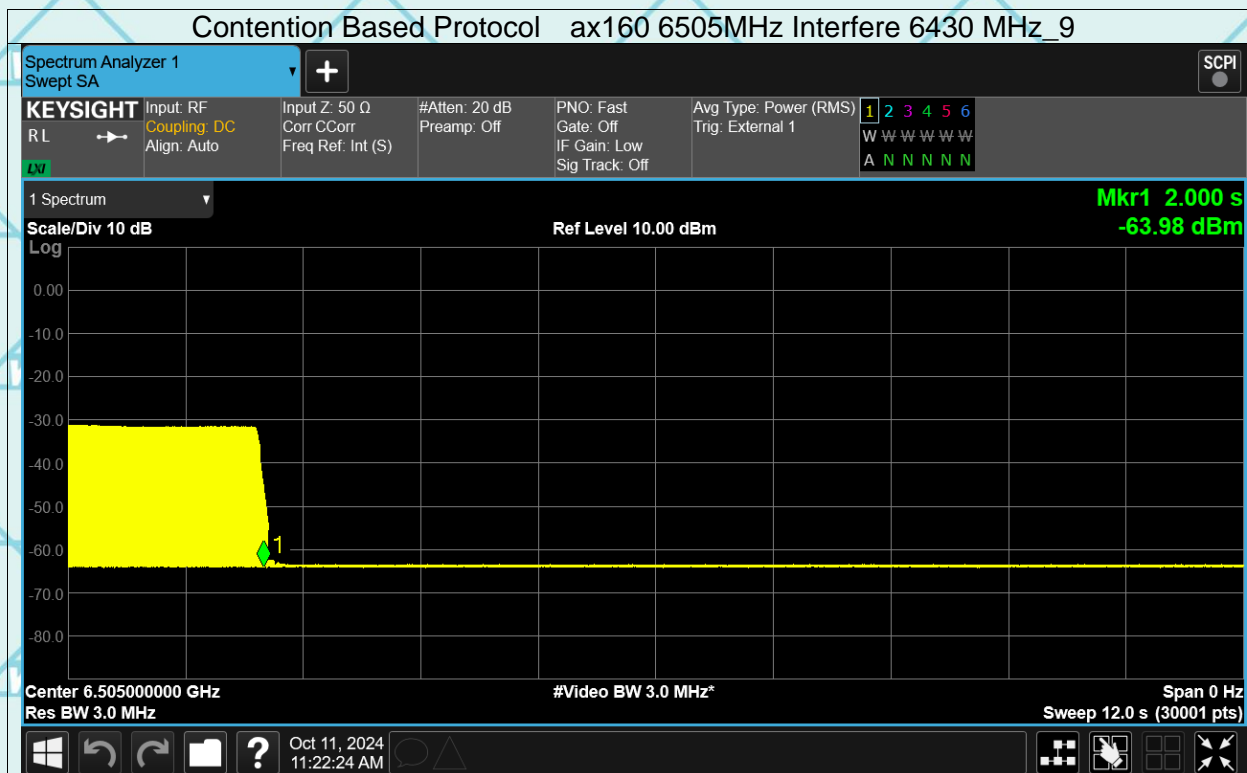 Contention Based Protocol ax160 6505MHz Interfere 6430 MHz_9
Spectrum Analyzer 1
Swept SA
SCPI
KEYSIGHT
RL
LXI
Input: RF
Coupling: DC
Align: Auto
Input Z: 50 Ω
Corr CCorr
Freq Ref: Int (S)
#Atten: 20 dB
Preamp: Off
PNO: Fast
Gate: Off
IF Gain: Low
Sig Track: Off
Avg Type: Power (RMS)
Trig: External 1
1 2 3 4 5 6
W W W W W W
A N N N N N
1 Spectrum
Mkr1 2.000 s
-63.98 dBm
Scale/Div 10 dB
Ref Level 10.00 dBm
Log
0.00
-10.0
-20.0
-30.0
-40.0
-50.0
-60.0
-70.0
-80.0
1
Center 6.505000000 GHz
#Video BW 3.0 MHz*
Span 0 Hz
Res BW 3.0 MHz
Sweep 12.0 s (30001 pts)
?
Oct 11, 2024
11:22:24 AM